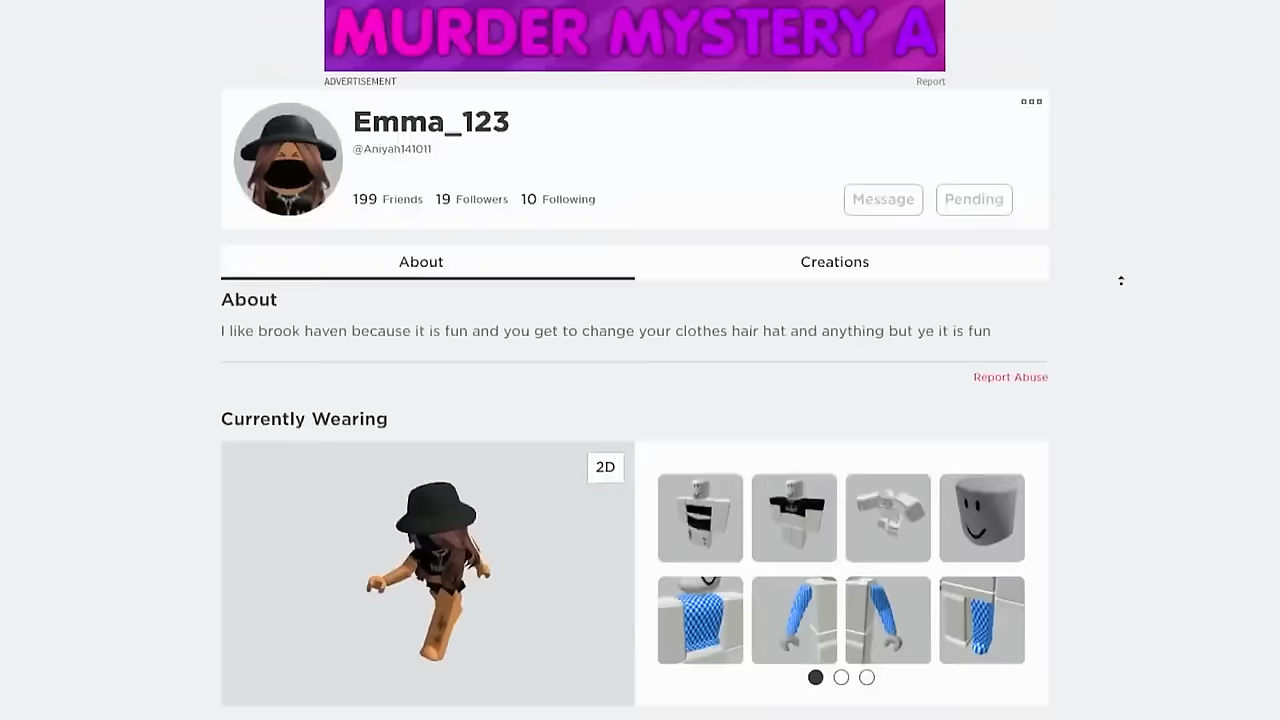 MURDER MYSTERY A
ADVERTISEMENT
Report
Emma_123
@Aniyah141011
199 Friends 19 Followers 10 Following
Message
Pending
About
Creations
About
I like brook haven because it is fun and you get to change your clothes hair hat and anything but ye it is fun
Report Abuse
Currently Wearing
2D